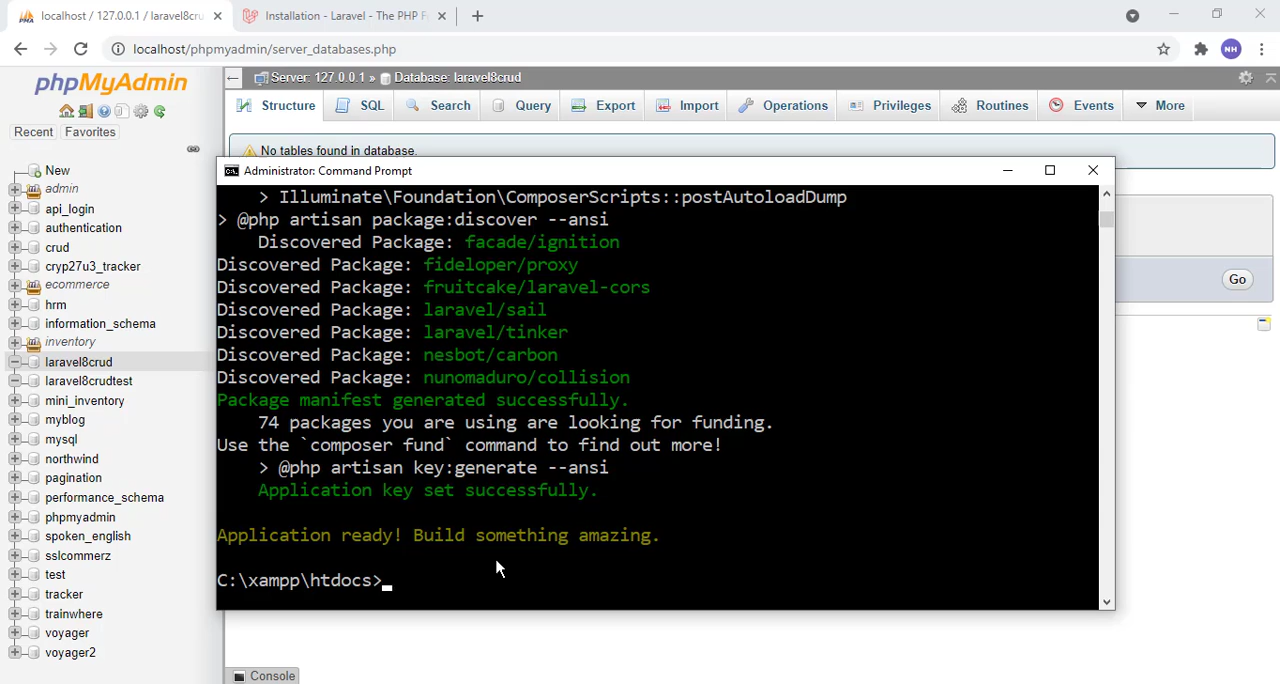 localhost / 127.0.0.1 / laravel8cru
Installation - Laravel - The PHP F
localhost/phpmyadmin/server_databases.php
NH
phpMyAdmin
Recent
Favorites
New
admin
api_login
authentication
crud
cryp27u3_tracker
ecommerce
hrm
information_schema
inventory
laravel8crud
laravel8crudtest
mini_inventory
myblog
mysql
northwind
pagination
performance_schema
phpmyadmin
spoken_english
sslcommerz
test
tracker
trainwhere
voyager
voyager2
Server: 127.0.0.1 » Database: laravel8crud
Structure
SQL
Search
Query
Export
Import
Operations
Privileges
Routines
Events
More
No tables found in database.
Go
Administrator: Command Prompt
> Illuminate\Foundation\ComposerScripts::postAutoloadDump
> @php artisan package:discover --ansi
Discovered Package: facade/ignition
Discovered Package: fideloper/proxy
Discovered Package: fruitcake/laravel-cors
Discovered Package: laravel/sail
Discovered Package: laravel/tinker
Discovered Package: nesbot/carbon
Discovered Package: nunomaduro/collision
Package manifest generated successfully.
74 packages you are using are looking for funding.
Use the `composer fund` command to find out more!
> @php artisan key:generate --ansi
Application key set successfully.
Application ready! Build something amazing.
C:\xampp\htdocs>
Console